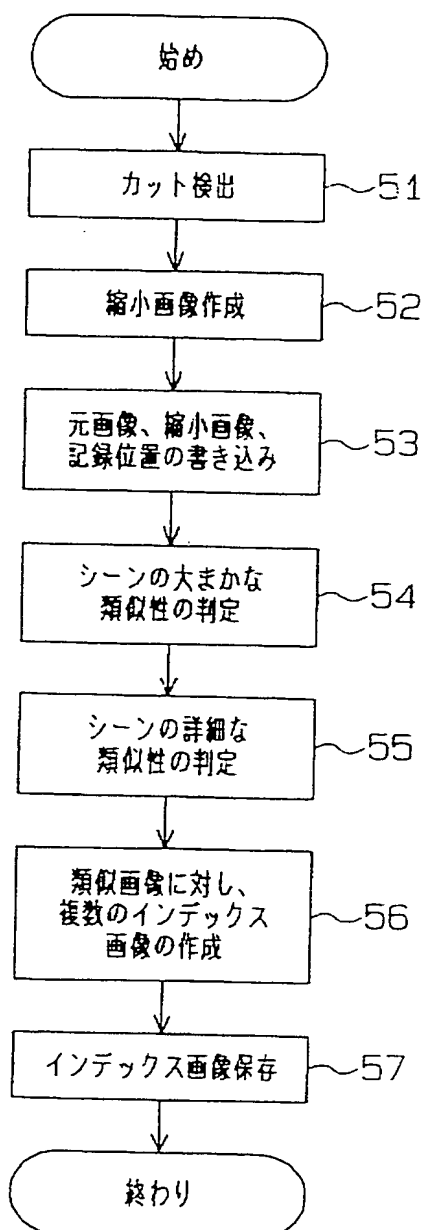 始め
カット検出
51
縮小画像作成
52
元画像、縮小画像、
記録位置の書き込み
53
シーンの大まかな
類似性の判定
54
シーンの詳細な
類似性の判定
55
類似画像に対し、
複数のインデックス
画像の作成
56
インデックス画像保存
57
終わり